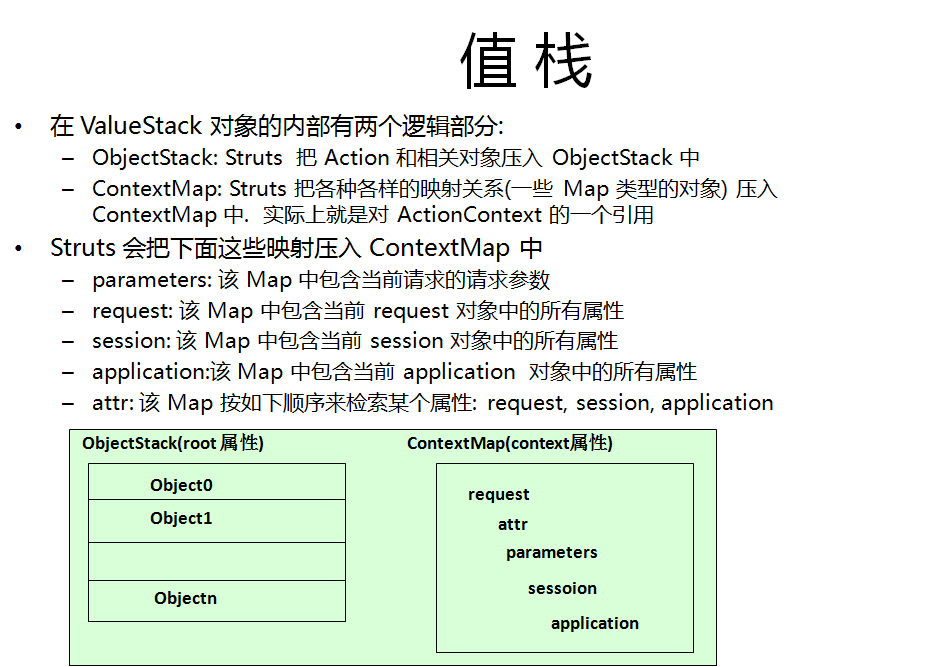 值 栈
• 在 ValueStack 对象的内部有两个逻辑部分:
– ObjectStack: Struts 把 Action 和相关对象压入 ObjectStack 中
– ContextMap: Struts 把各种各样的映射关系(一些 Map 类型的对象) 压入
ContextMap 中. 实际上就是对 ActionContext 的一个引用
• Struts 会把下面这些映射压入 ContextMap 中
– parameters: 该 Map 中包含当前请求的请求参数
– request: 该 Map 中包含当前 request 对象中的所有属性
– session: 该 Map 中包含当前 session 对象中的所有属性
– application:该 Map 中包含当前 application 对象中的所有属性
– attr: 该 Map 按如下顺序来检索某个属性: request, session, application
ObjectStack(root 属性)
Object0
Object1
Objectn
ContextMap(context属性)
request
attr
parameters
sessoion
application